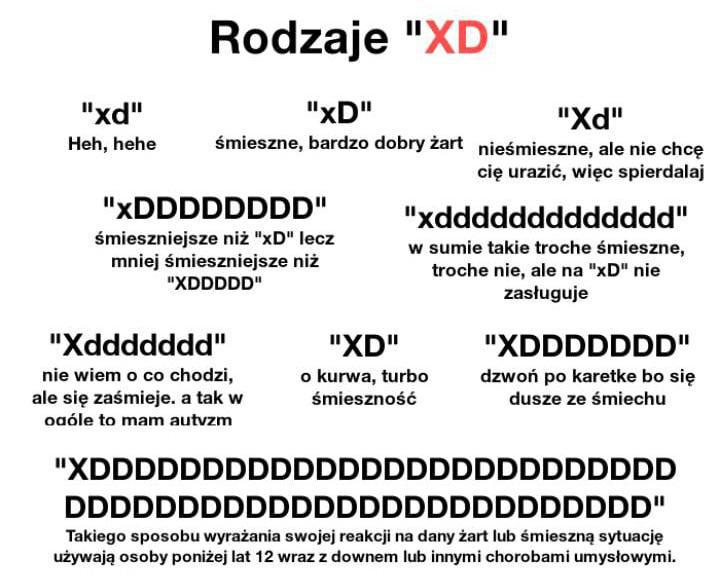 Rodzaje "XD"
"xd"
Heh, hehe
"xD"
śmieszne, bardzo dobry żart
"Xd"
nieśmieszne, ale nie chcę
cię urazić, więc spierdalaj
"xDDDDDDDD"
śmieszniejsze niż "xD" lecz
mniej śmieszniejsze niż
"XDDDDD"
"xddddddddddddd"
w sumie takie troche śmieszne,
troche nie, ale na "xD" nie
zasługuje
"Xddddddd"
nie wiem o co chodzi,
ale się zaśmieje. a tak w
ogóle to mam autyzm
"XD"
o kurwa, turbo
śmieszność
"XDDDDDDD"
dzwoń po karetke bo się
dusze ze śmiechu
"XDDDDDDDDDDDDDDDDDDDDDDDDDDD
DDDDDDDDDDDDDDDDDDDDDDDDDDDD"
Takiego sposobu wyrażania swojej reakcji na dany żart lub śmieszną sytuację
używają osoby poniżej lat 12 wraz z downem lub innymi chorobami umysłowymi.